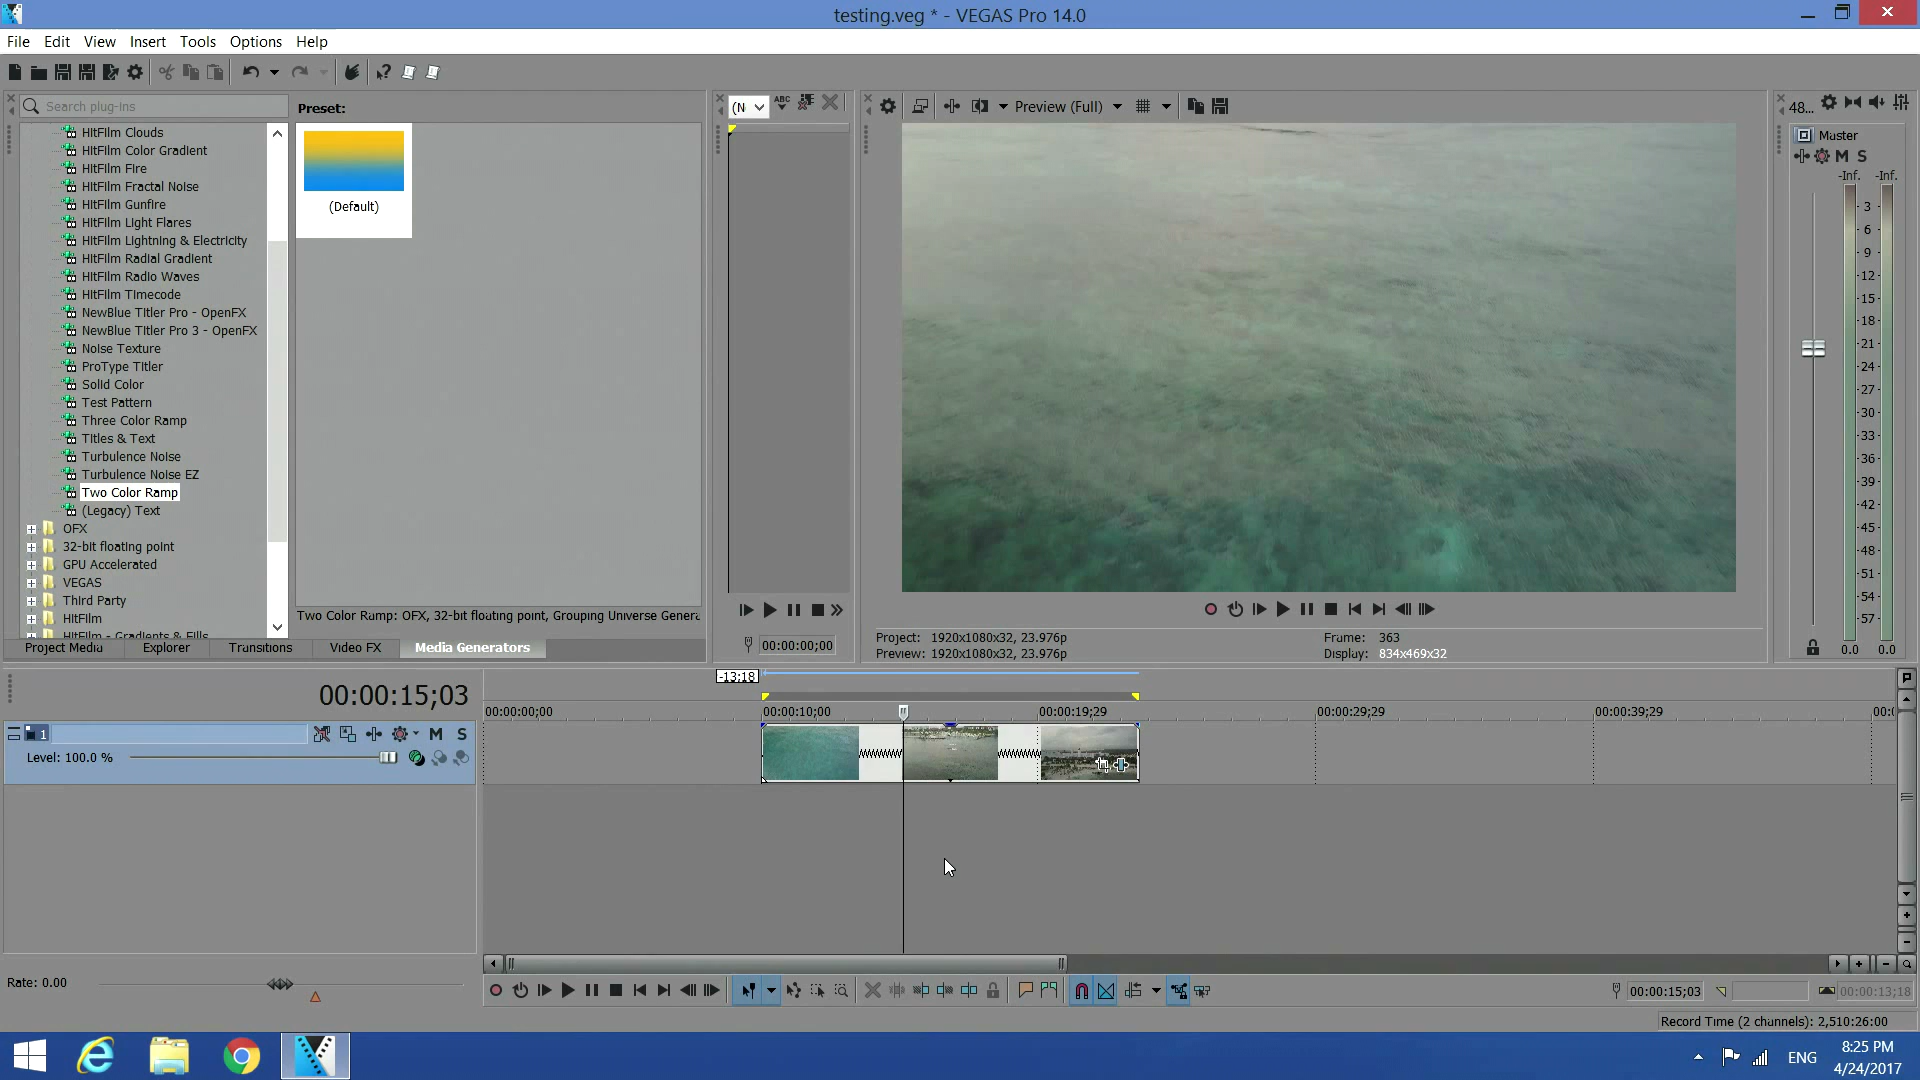 testing.veg * - VEGAS Pro 14.0
File Edit View Insert Tools Options Help
Search plug-ins
Preset:
(N
Preview (Full)
48...
HitFilm Clouds
HitFilm Color Gradient
HitFilm Fire
HitFilm Fractal Noise
HitFilm Gunfire
HitFilm Light Flares
HitFilm Lightning & Electricity
HitFilm Radial Gradient
HitFilm Radio Waves
HitFilm Timecode
NewBlue Titler Pro - OpenFX
NewBlue Titler Pro 3 - OpenFX
Noise Texture
ProType Titler
Solid Color
Test Pattern
Three Color Ramp
Titles & Text
Turbulence Noise
Turbulence Noise EZ
Two Color Ramp
(Legacy) Text
OFX
32-bit floating point
GPU Accelerated
VEGAS
Third Party
HitFilm
HitFilm - Gradients & Fills
(Default)
Two Color Ramp: OFX, 32-bit floating point, Grouping Universe Genera
Project Media Explorer Transitions Video FX Media Generators
ABC
00:00:00;00
Project: 1920x1080x32, 23.976p
Preview: 1920x1080x32, 23.976p
Frame: 363
Display: 834x469x32
Master
M S
-Inf. -Inf.
3
6
9
12
15
18
21
24
27
30
33
36
39
42
45
48
51
54
57
0.0 0.0
00:00:15;03
-13;18
00:00:00;00 00:00:10;00 00:00:19;29 00:00:29;29 00:00:39;29 00:0
1
M S
Level: 100.0 %
Rate: 0.00
00:00:15;03
00:00:13;18
Record Time (2 channels): 2,510:26:00
ENG
8:25 PM
4/24/2017